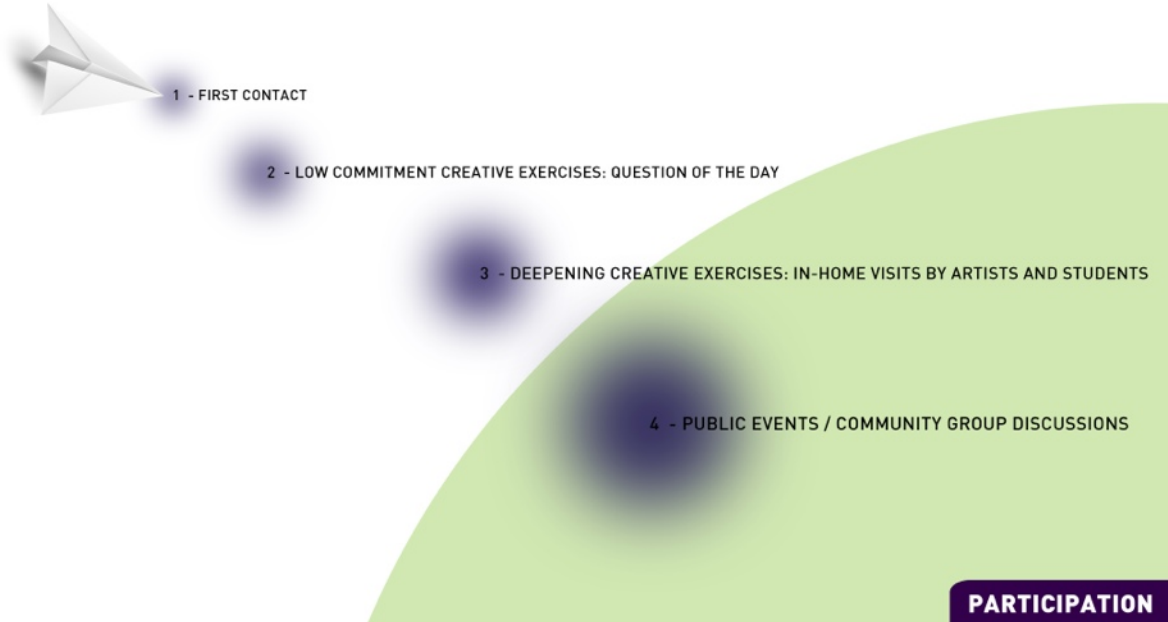 1 - FIRST CONTACT
2 - LOW COMMITMENT CREATIVE EXERCISES: QUESTION OF THE DAY
3 - DEEPENING CREATIVE EXERCISES: IN-HOME VISITS BY ARTISTS AND STUDENTS
4 - PUBLIC EVENTS / COMMUNITY GROUP DISCUSSIONS
PARTICIPATION